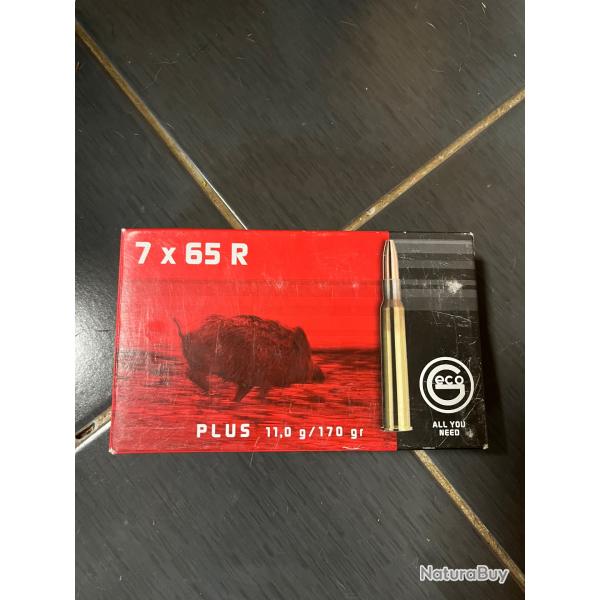 7 x 65 R
PLUS 11,0 g/170 gr
Geco
ALL YOU
NEED
NaturaBuy